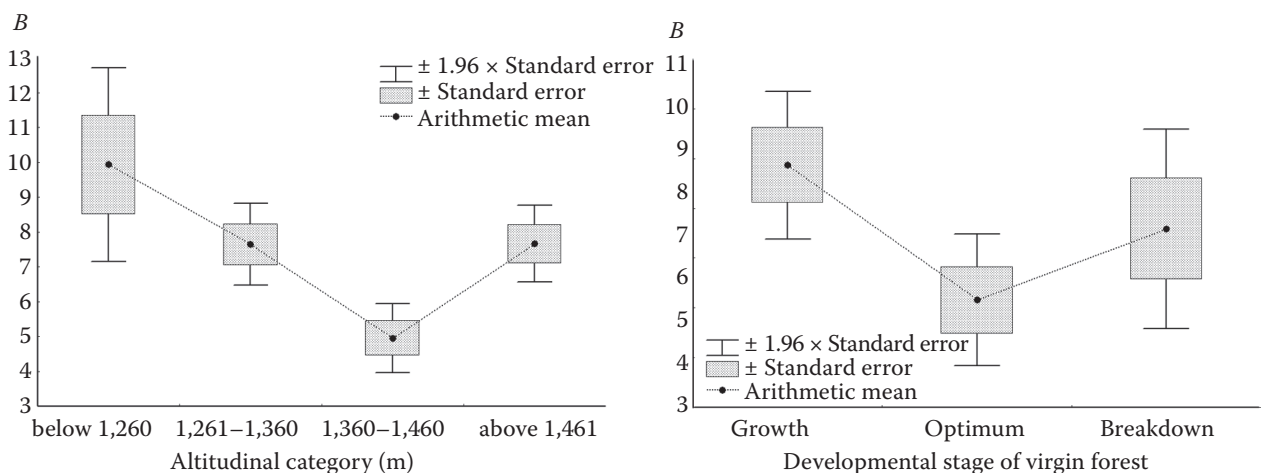 B
13
12
11
10
9
8
7
6
5
4
3
± 1.96 × Standard error
± Standard error
Arithmetic mean
below 1,260 1,261–1,360 1,360–1,460 above 1,461
Altitudinal category (m)
B
11
10
9
8
7
6
5
4
3
± 1.96 × Standard error
± Standard error
Arithmetic mean
Growth Optimum Breakdown
Developmental stage of virgin forest